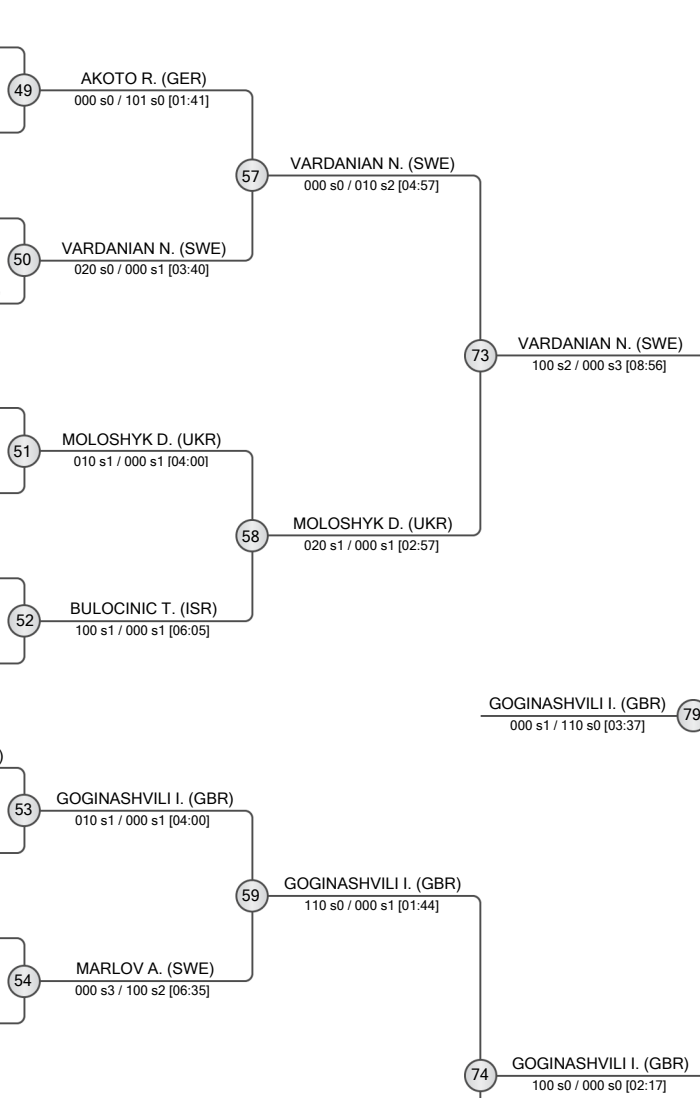 49
AKOTO R. (GER)
000 s0 / 101 s0 [01:41]
57
VARDANIAN N. (SWE)
000 s0 / 010 s2 [04:57]
50
VARDANIAN N. (SWE)
020 s0 / 000 s1 [03:40]
73
VARDANIAN N. (SWE)
100 s2 / 000 s3 [08:56]
51
MOLOSHYK D. (UKR)
010 s1 / 000 s1 [04:00]
58
MOLOSHYK D. (UKR)
020 s1 / 000 s1 [02:57]
52
BULOCINIC T. (ISR)
100 s1 / 000 s1 [06:05]
GOGINASHVILI I. (GBR)
000 s1 / 110 s0 [03:37]
79
)
53
GOGINASHVILI I. (GBR)
010 s1 / 000 s1 [04:00]
59
GOGINASHVILI I. (GBR)
110 s0 / 000 s1 [01:44]
54
MARLOV A. (SWE)
000 s3 / 100 s2 [06:35]
74
GOGINASHVILI I. (GBR)
100 s0 / 000 s0 [02:17]